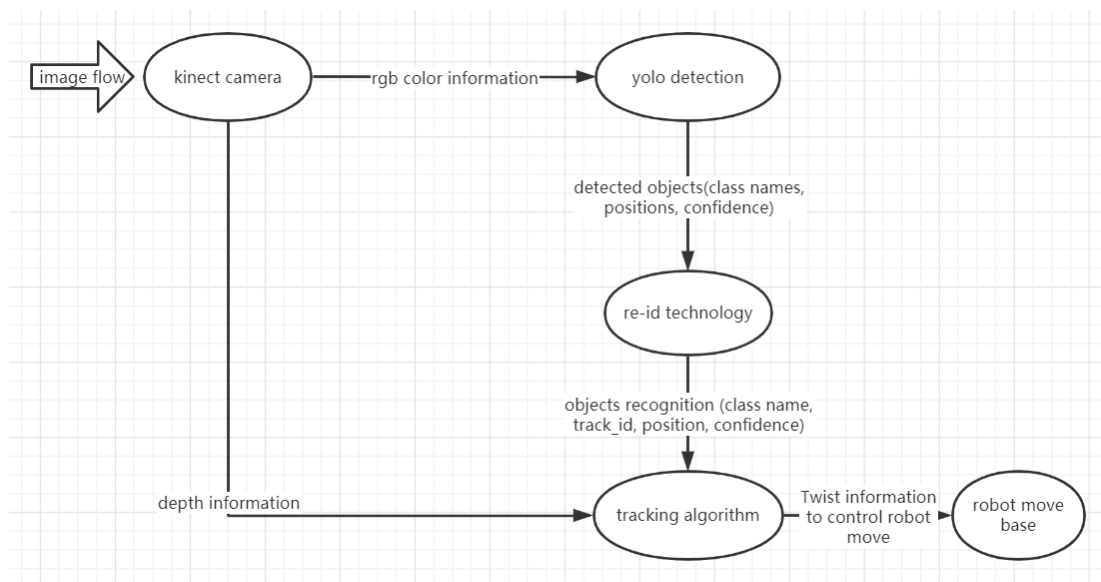 image flow
kinect camera
rgb color information
yolo detection
detected objects(class names,
positions, confidence)
re-id technology
objects recognition (class name,
track_id, position, confidence)
depth information
tracking algorithm
Twist information
to control robot
move
robot move
base